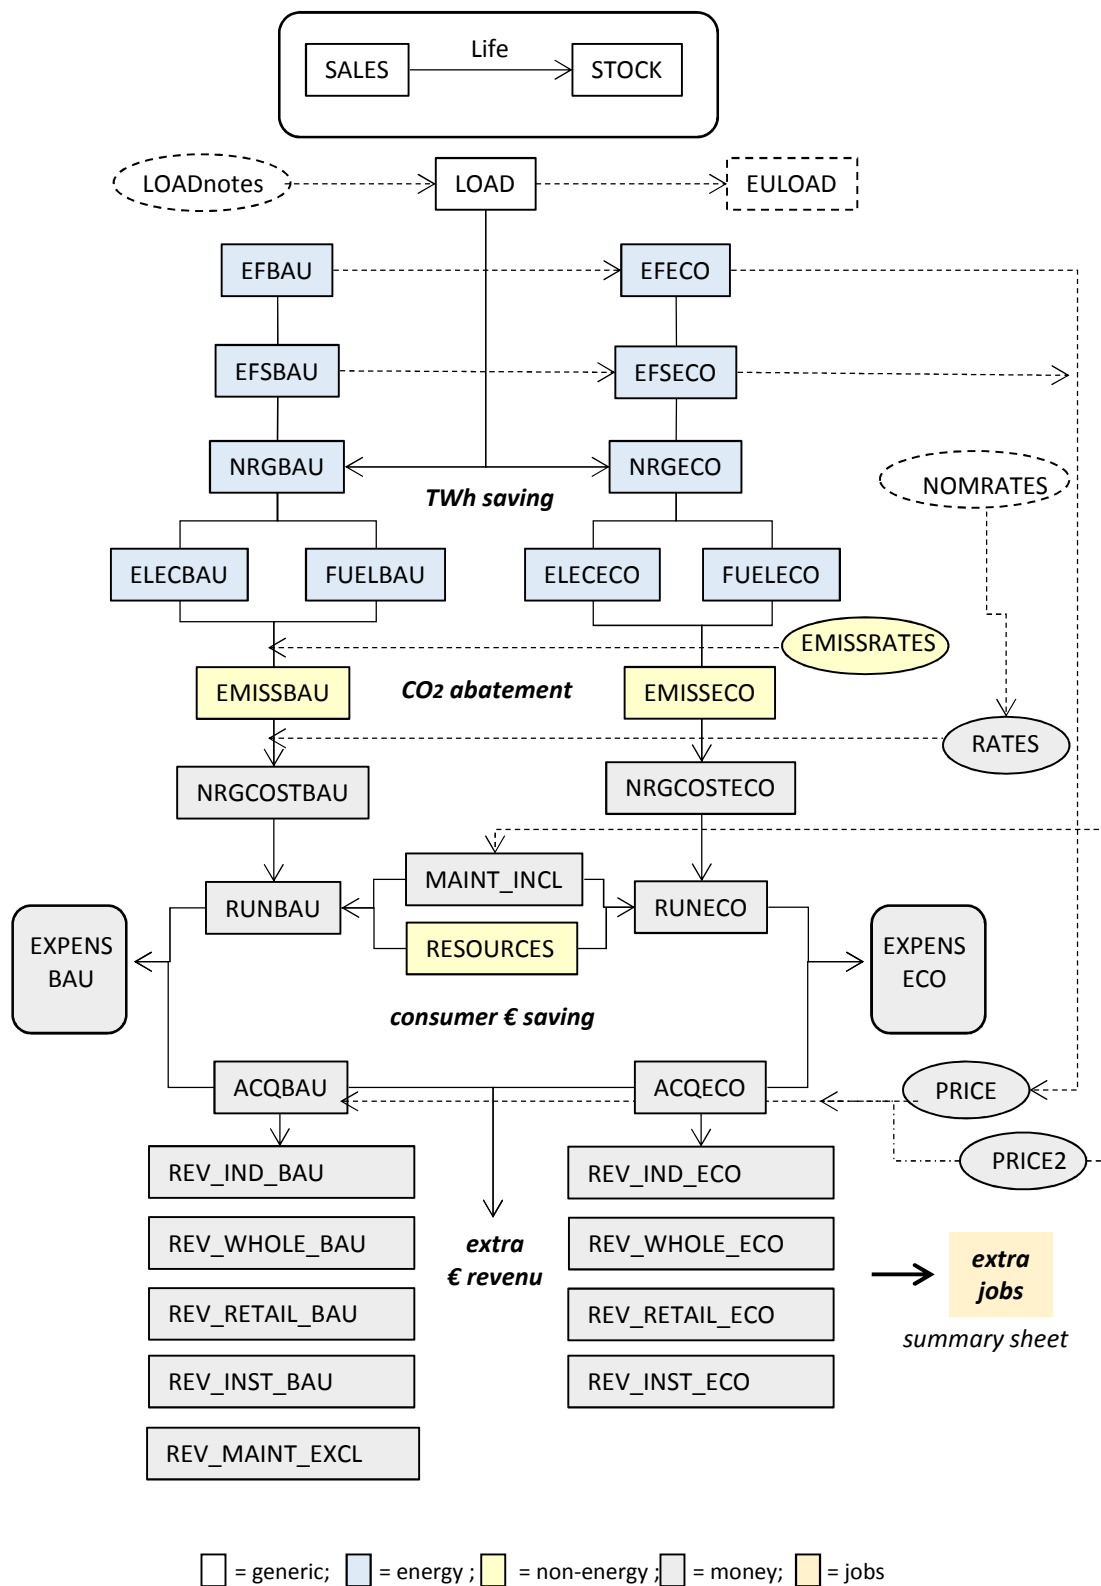 Life
SALES
STOCK
LOADnotes
LOAD
EULOAD
EFBAU
EFECO
EFSBAU
EFSECO
NRGBAU
NRGECO
TWh saving
NOMRATES
ELECBAU
FUELBAU
ELECECO
FUELECO
EMISSRATES
EMISSBAU
CO2 abatement
EMISSECO
RATES
NRGCOSTBAU
NRGCOSTECO
MAINT_INCL
RUNBAU
RUNECO
EXPENS
BAU
RESOURCES
EXPENS
ECO
consumer € saving
ACQBAU
ACQECO
PRICE
REV_IND_BAU
REV_IND_ECO
PRICE2
REV_WHOLE_BAU
extra
€ revenu
REV_WHOLE_ECO
extra
jobs
REV_RETAIL_BAU
REV_RETAIL_ECO
summary sheet
REV_INST_BAU
REV_INST_ECO
REV_MAINT_EXCL
= generic; = energy ; = non-energy ; = money; = jobs